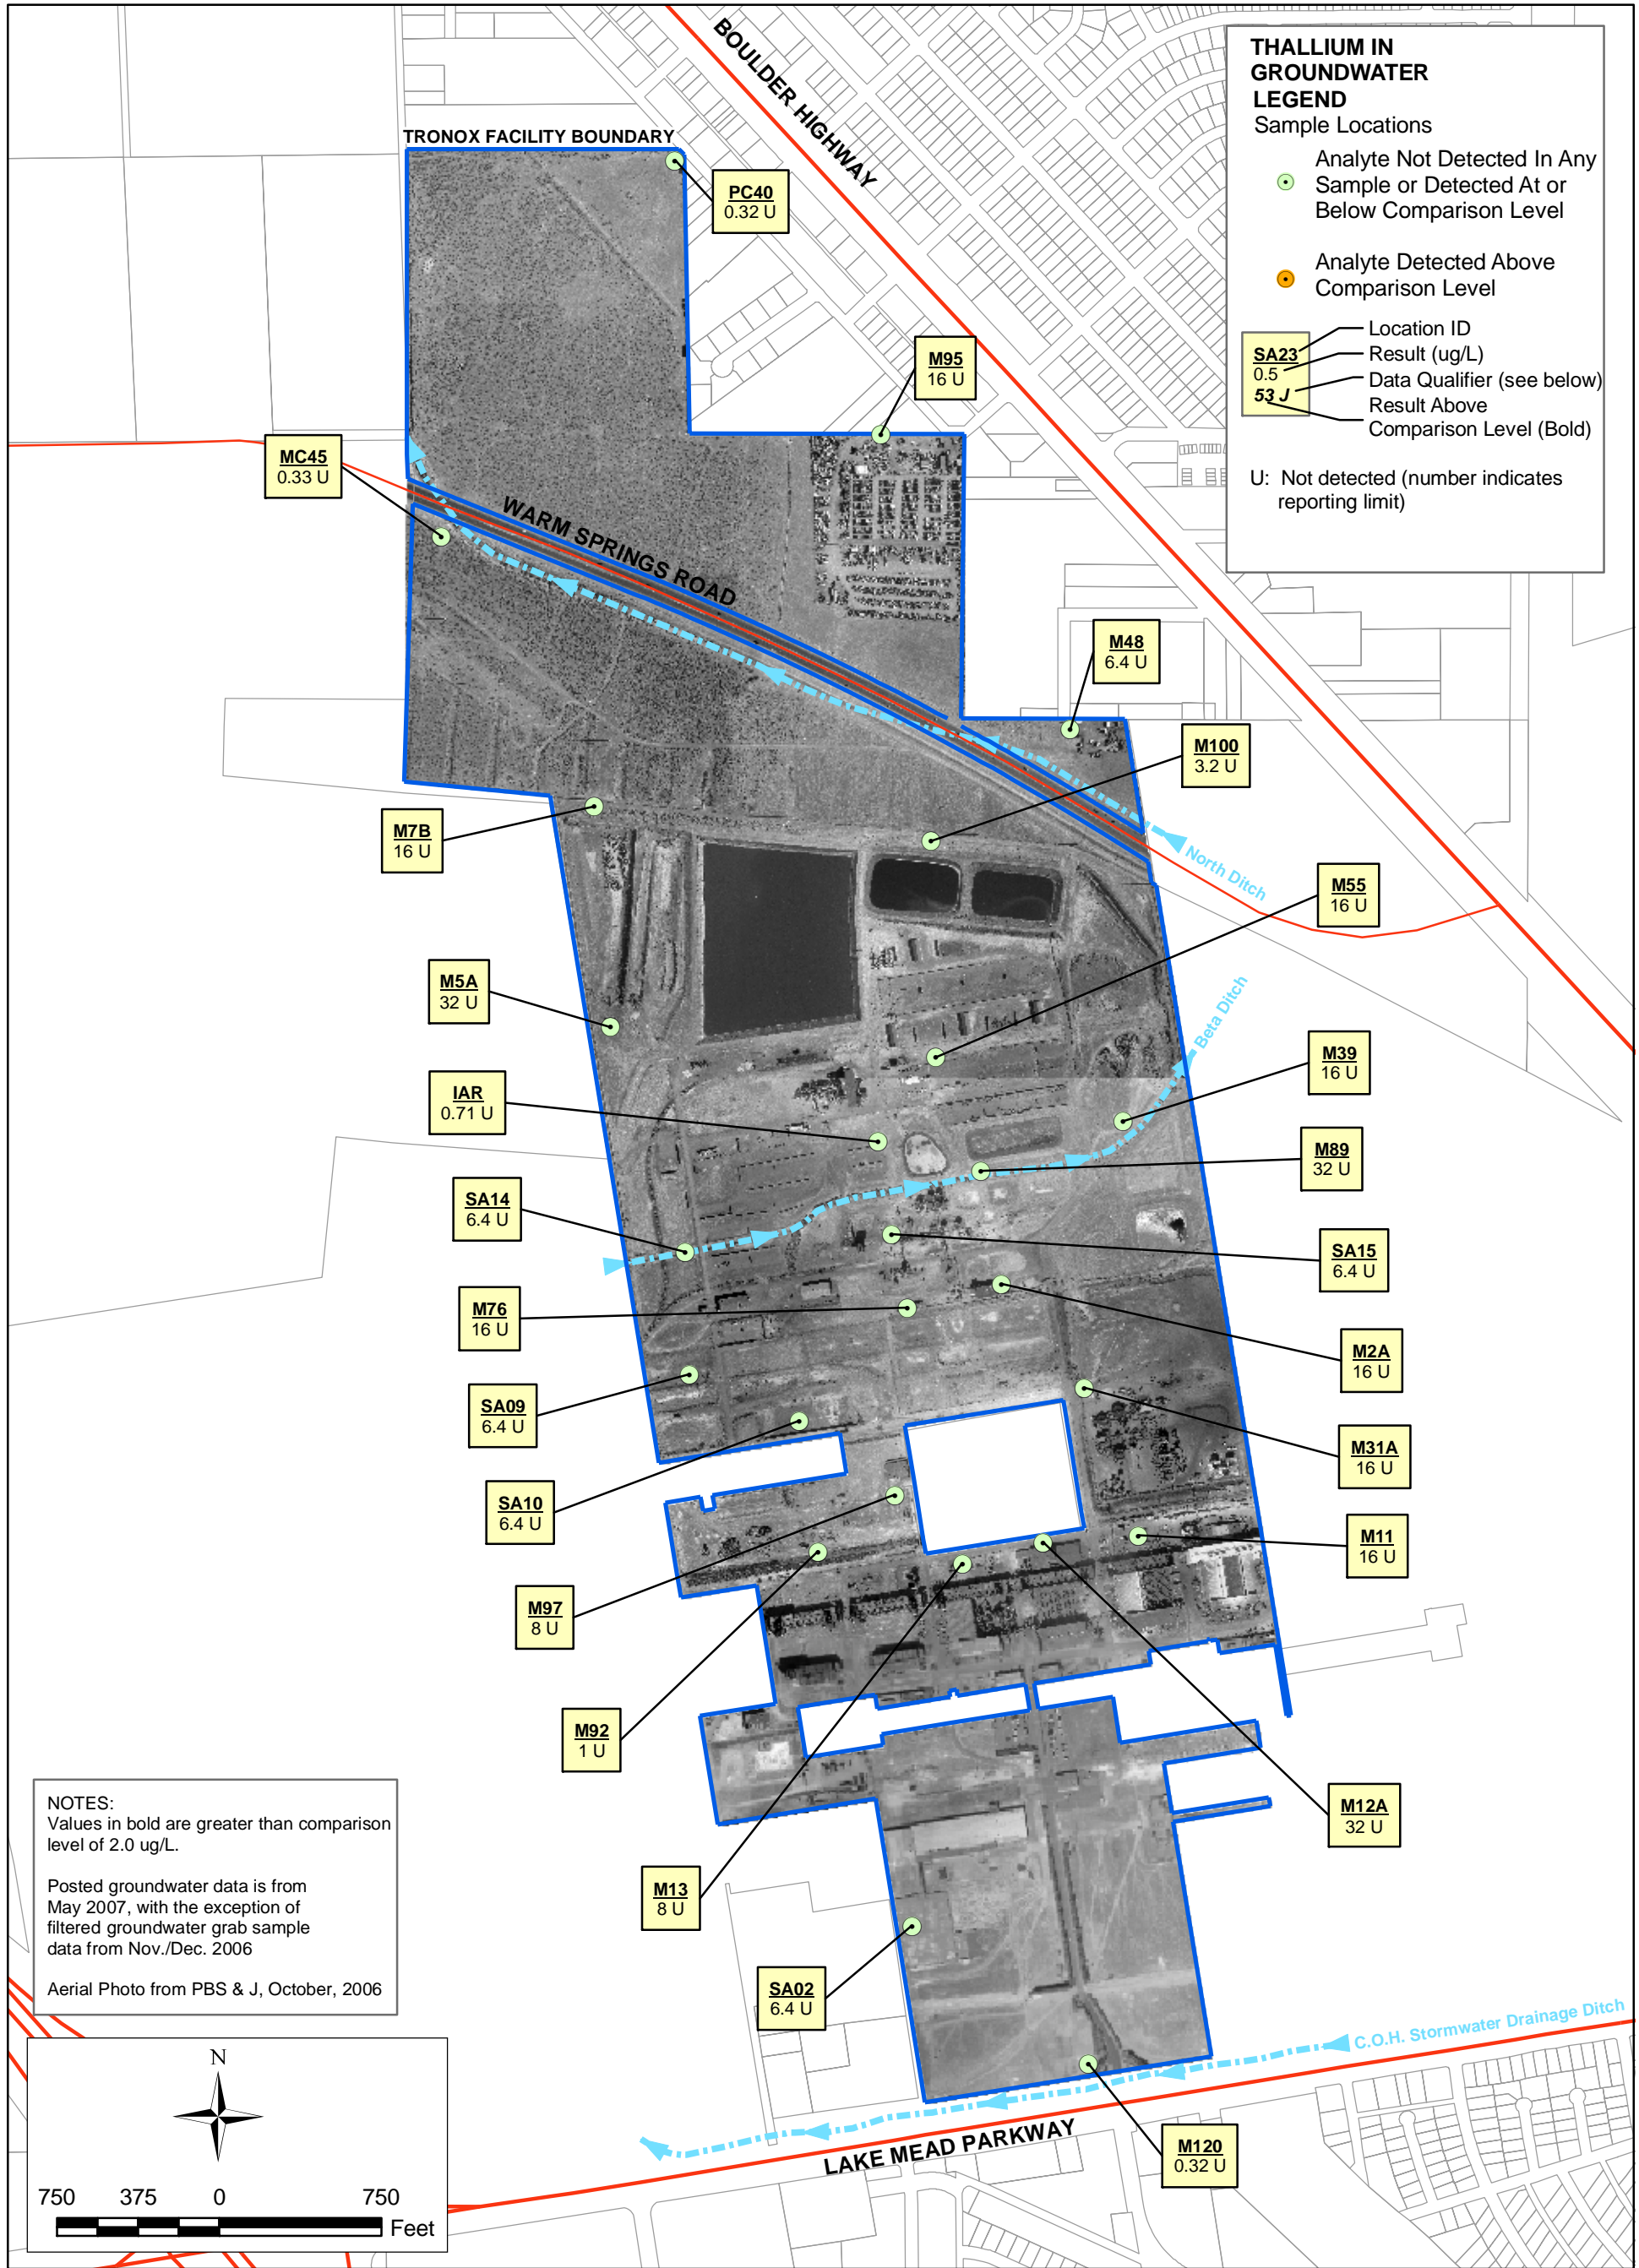 THALLIUM IN
GROUNDWATER
LEGEND
Sample Locations
Analyte Not Detected In Any
Sample or Detected At or
Below Comparison Level
Analyte Detected Above
Comparison Level
SA23
0.5
53 J
Location ID
Result (ug/L)
Data Qualifier (see below)
Result Above
Comparison Level (Bold)
U: Not detected (number indicates
reporting limit)
BOULDER HIGHWAY
TRONOX FACILITY BOUNDARY
PC40
0.32 U
M95
16 U
MC45
0.33 U
WARM SPRINGS ROAD
M48
6.4 U
M100
3.2 U
M7B
16 U
North Ditch
M55
16 U
M5A
32 U
Beta Ditch
M39
16 U
IAR
0.71 U
M89
32 U
SA14
6.4 U
SA15
6.4 U
M76
16 U
M2A
16 U
SA09
6.4 U
M31A
16 U
SA10
6.4 U
M11
16 U
M97
8 U
M92
1 U
M12A
32 U
M13
8 U
SA02
6.4 U
C.O.H. Stormwater Drainage Ditch
LAKE MEAD PARKWAY
M120
0.32 U
NOTES:
Values in bold are greater than comparison
level of 2.0 ug/L.
Posted groundwater data is from
May 2007, with the exception of
filtered groundwater grab sample
data from Nov./Dec. 2006
Aerial Photo from PBS & J, October, 2006
N
750 375 0 750
Feet